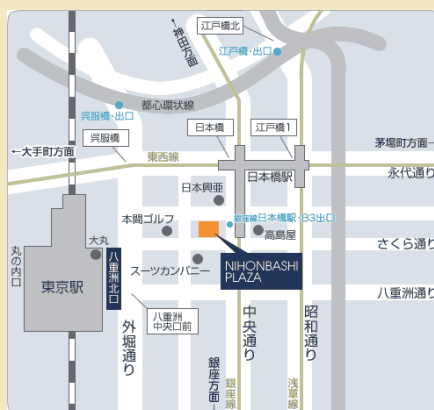 江戸橋北
江戸橋・出口
↖神田方面
呉服橋・出口
都心環状線
呉服橋
日本橋
江戸橋1
茅場町方面→
←大手町方面
東西線
日本橋駅
永代通り
日本興亜
本間ゴルフ
銀座線日本橋駅・B3出口
高島屋
さくら通り
丸の内口
大丸
スーツカンパニー
NIHONBASHI
PLAZA
東京駅
八重洲北口
八重洲通り
八重洲
中央口前
外堀通り
中央通り
昭和通り
銀座方面→
銀座線
浅草線